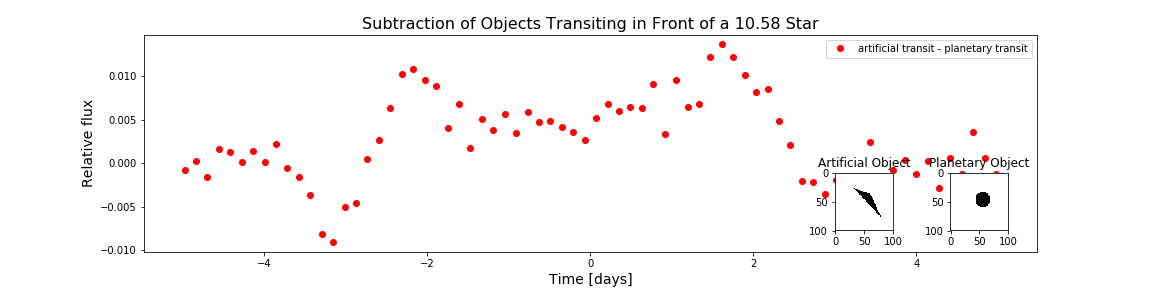 Subtraction of Objects Transiting in Front of a 10.58 Star
artificial transit - planetary transit
Relative flux
0.010
0.005
0.000
−0.005
−0.010
Artificial Object
0
50
100
0 50 100
Planetary Object
0
50
100
0 50 100
−4 −2 0 2 4
Time [days]